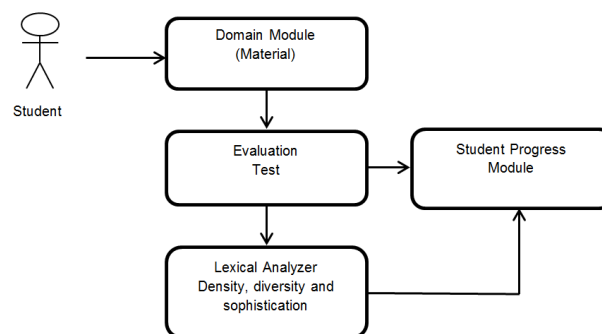 Domain Module
(Material)
Student
Evaluation
Test
Student Progress
Module
Lexical Analyzer
Density, diversity and
sophistication